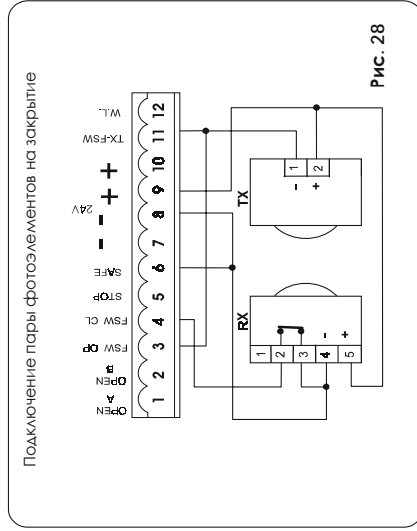 Подключение пары фотоэлементов на закрытие
OPEN A
OPEN B
FSW OP
FSW CL
STOP
SAFE
24V
- - + +
TX-FSW
W.L.
1 2 3 4 5 6 7 8 9 10 11 12
RX
1
2
3
4 -
5 +
TX
1 -
2 +
Рис. 28